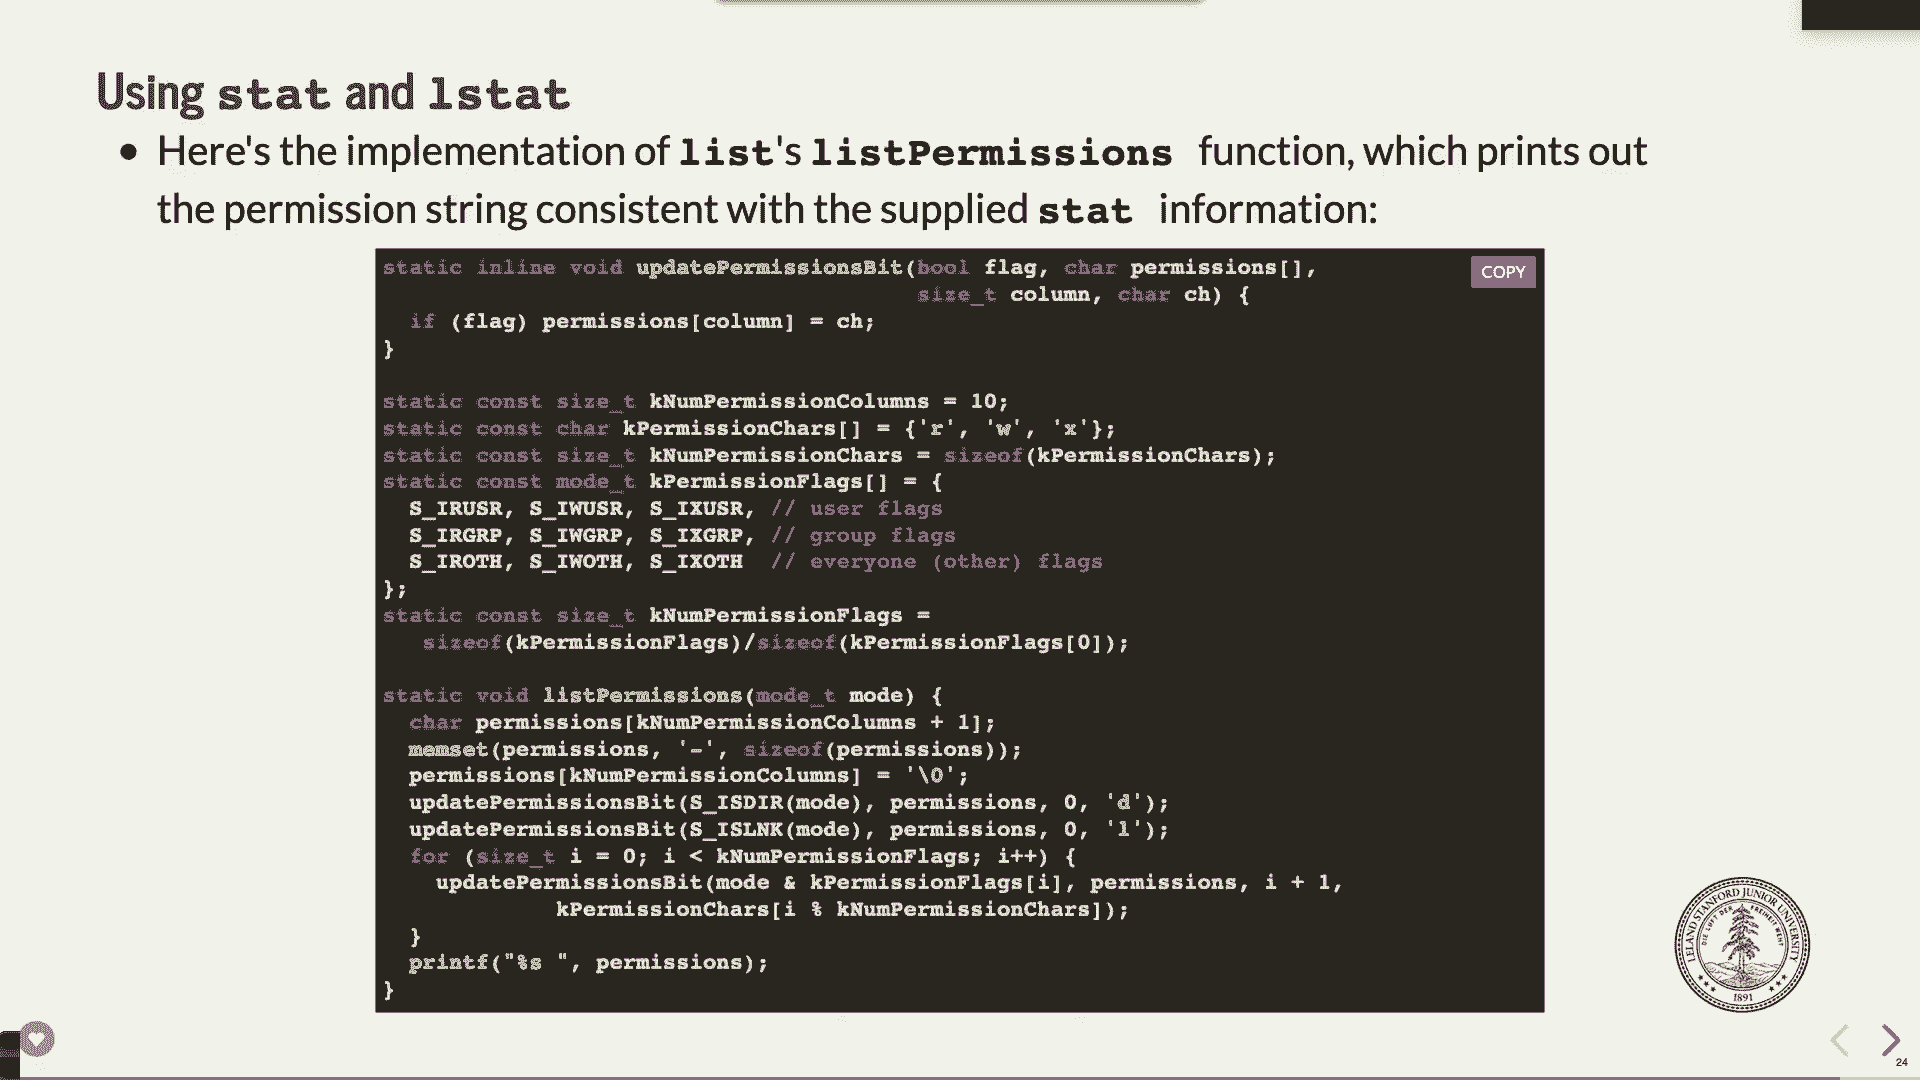 Using stat and lstat
• Here's the implementation of list's listPermissions function, which prints out
the permission string consistent with the supplied stat information:
COPY
static inline void updatePermissionsBit(bool flag, char permissions[],
                                        size_t column, char ch) {
  if (flag) permissions[column] = ch;
}

static const size_t kNumPermissionColumns = 10;
static const char kPermissionChars[] = {'r', 'w', 'x'};
static const size_t kNumPermissionChars = sizeof(kPermissionChars);
static const mode_t kPermissionFlags[] = {
  S_IRUSR, S_IWUSR, S_IXUSR, // user flags
  S_IRGRP, S_IWGRP, S_IXGRP, // group flags
  S_IROTH, S_IWOTH, S_IXOTH  // everyone (other) flags
};
static const size_t kNumPermissionFlags =
   sizeof(kPermissionFlags)/sizeof(kPermissionFlags[0]);

static void listPermissions(mode_t mode) {
  char permissions[kNumPermissionColumns + 1];
  memset(permissions, '-', sizeof(permissions));
  permissions[kNumPermissionColumns] = '\0';
  updatePermissionsBit(S_ISDIR(mode), permissions, 0, 'd');
  updatePermissionsBit(S_ISLNK(mode), permissions, 0, 'l');
  for (size_t i = 0; i < kNumPermissionFlags; i++) {
    updatePermissionsBit(mode & kPermissionFlags[i], permissions, i + 1,
             kPermissionChars[i % kNumPermissionChars]);
  }
  printf("%s ", permissions);
}
LELAND STANFORD JUNIOR UNIVERSITY
DIE LUFT DER FREIHEIT WEHT
1891
24